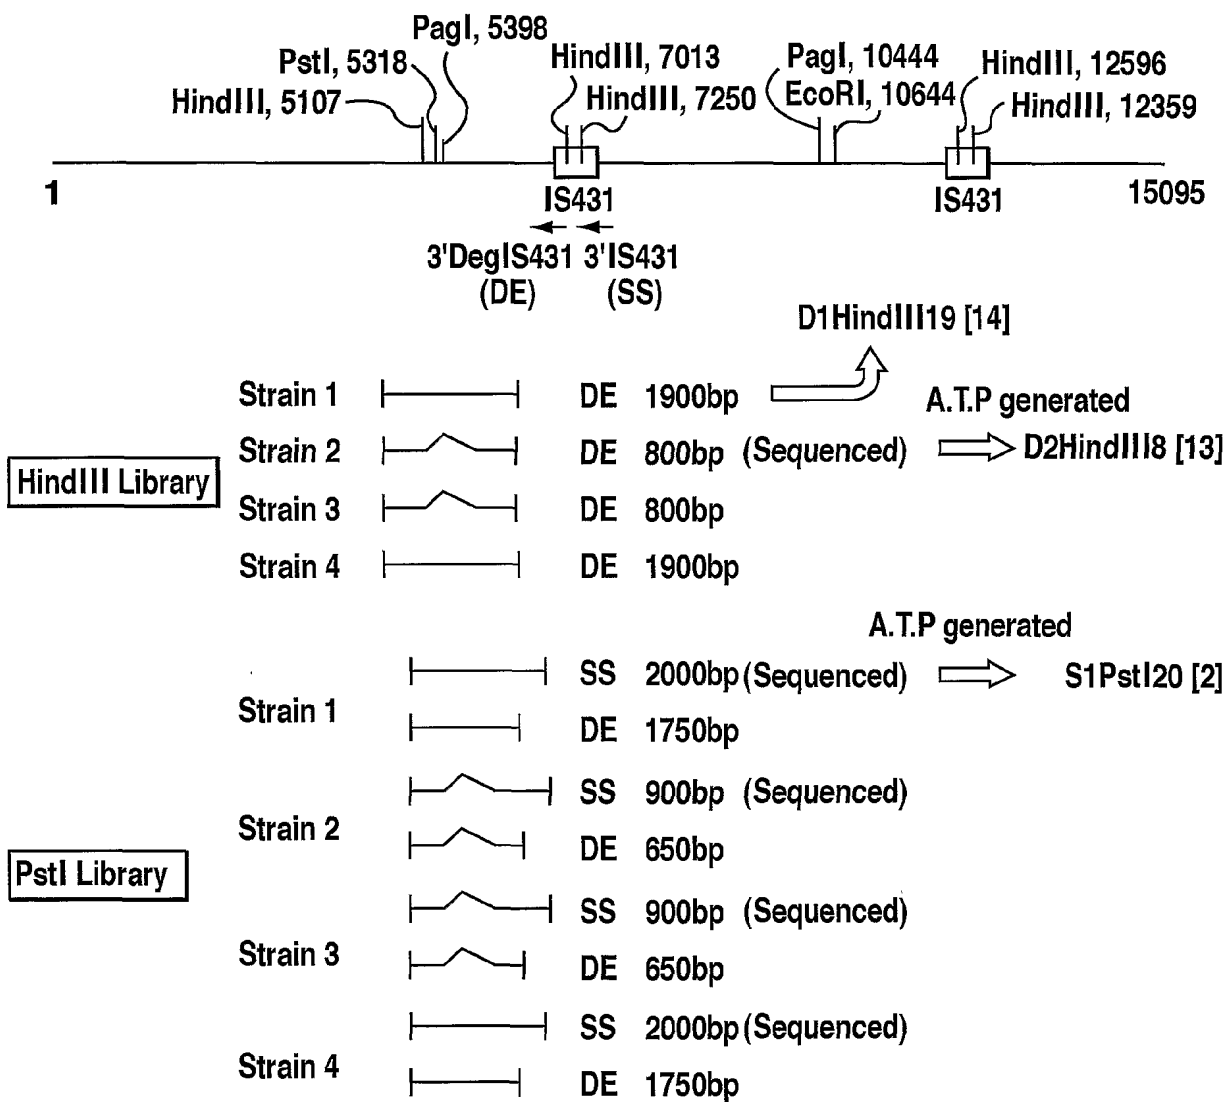 PagI, 5398
PstI, 5318
HindIII, 5107
HindIII, 7013
HindIII, 7250
PagI, 10444
EcoRI, 10644
HindIII, 12596
HindIII, 12359
1
IS431
IS431
15095
3'DegIS431 3'IS431
(DE) (SS)
D1HindIII19 [14]
HindIII Library
Strain 1 DE 1900bp
A.T.P generated
Strain 2 DE 800bp (Sequenced) D2HindIII8 [13]
Strain 3 DE 800bp
Strain 4 DE 1900bp
PstI Library
A.T.P generated
Strain 1
SS 2000bp (Sequenced) S1PstI20 [2]
DE 1750bp
Strain 2
SS 900bp (Sequenced)
DE 650bp
Strain 3
SS 900bp (Sequenced)
DE 650bp
Strain 4
SS 2000bp (Sequenced)
DE 1750bp